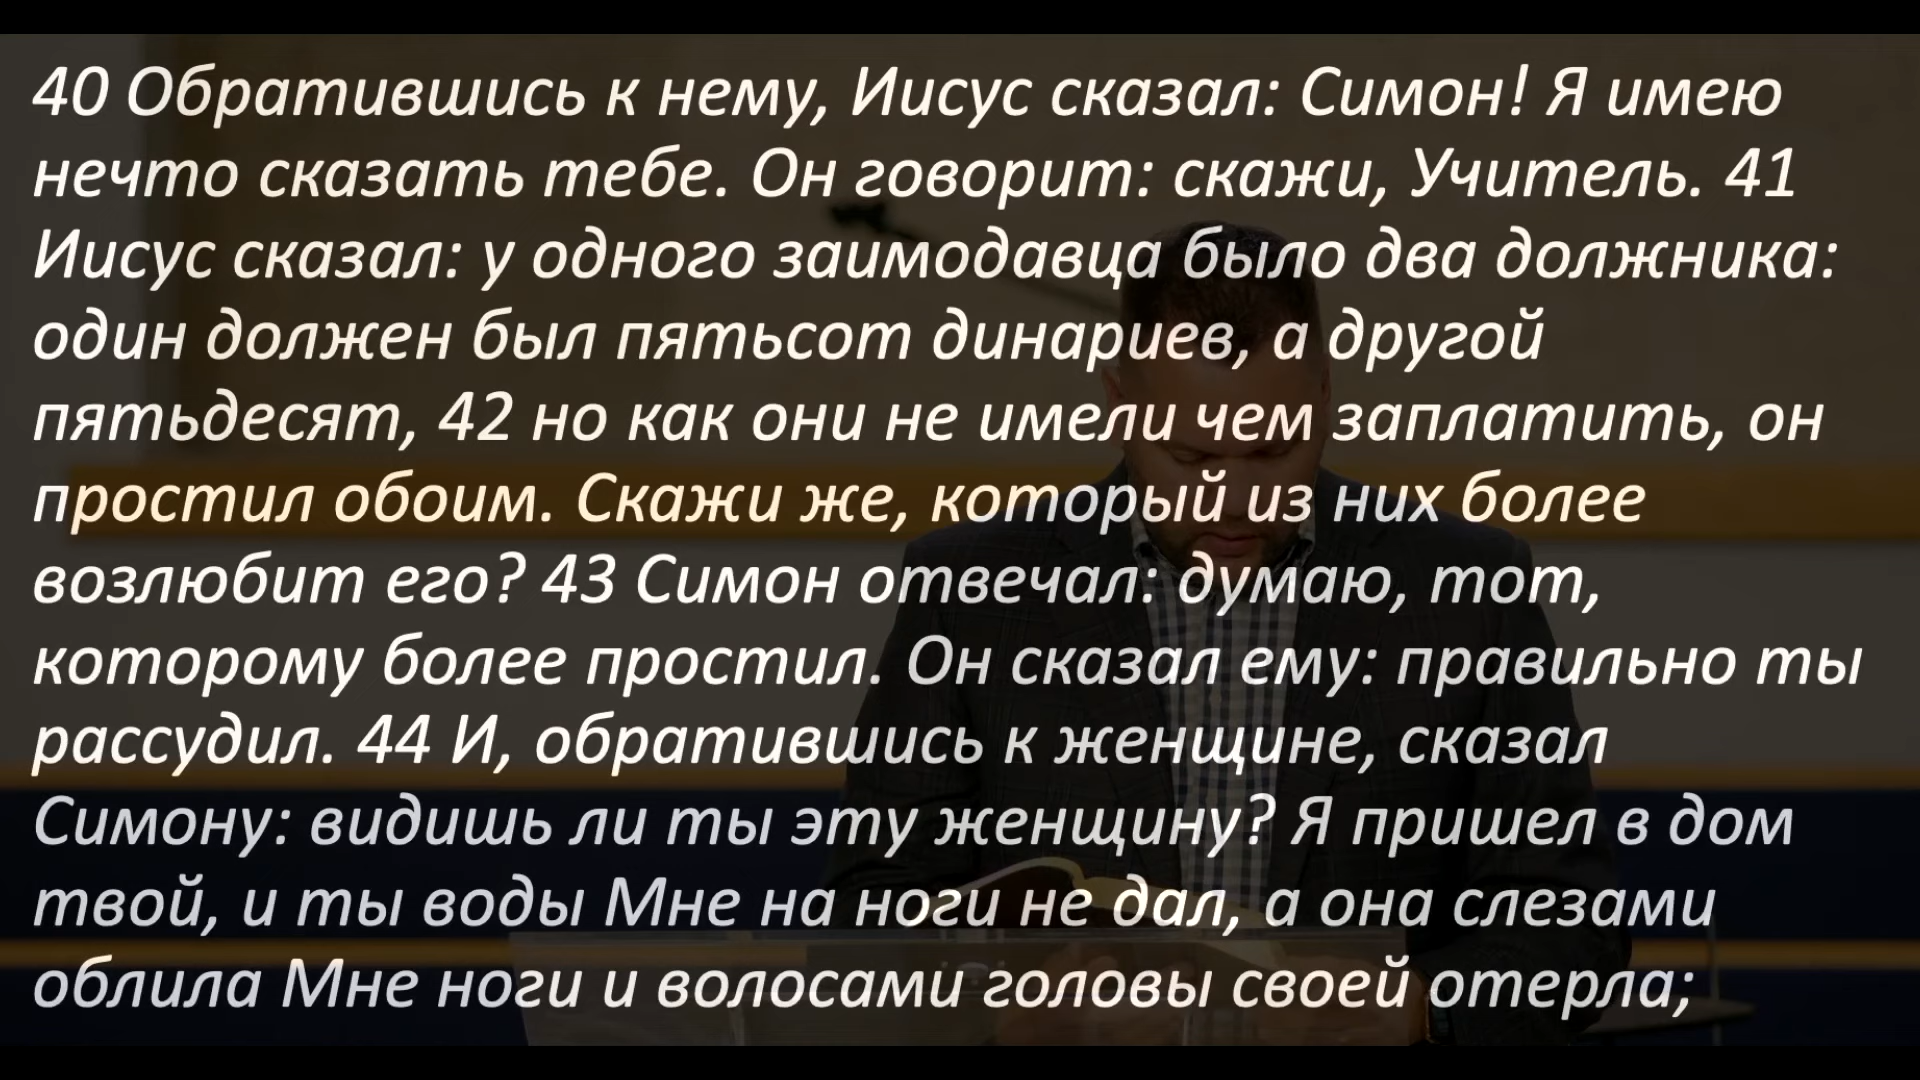 40 Обратившись к нему, Иисус сказал: Симон! Я имею
нечто сказать тебе. Он говорит: скажи, Учитель. 41
Иисус сказал: у одного заимодавца было два должника:
один должен был пятьсот динариев, а другой
пятьдесят, 42 но как они не имели чем заплатить, он
простил обоим. Скажи же, который из них более
возлюбит его? 43 Симон отвечал: думаю, тот,
которому более простил. Он сказал ему: правильно ты
рассудил. 44 И, обратившись к женщине, сказал
Симону: видишь ли ты эту женщину? Я пришел в дом
твой, и ты воды Мне на ноги не дал, а она слезами
облила Мне ноги и волосами головы своей отерла;